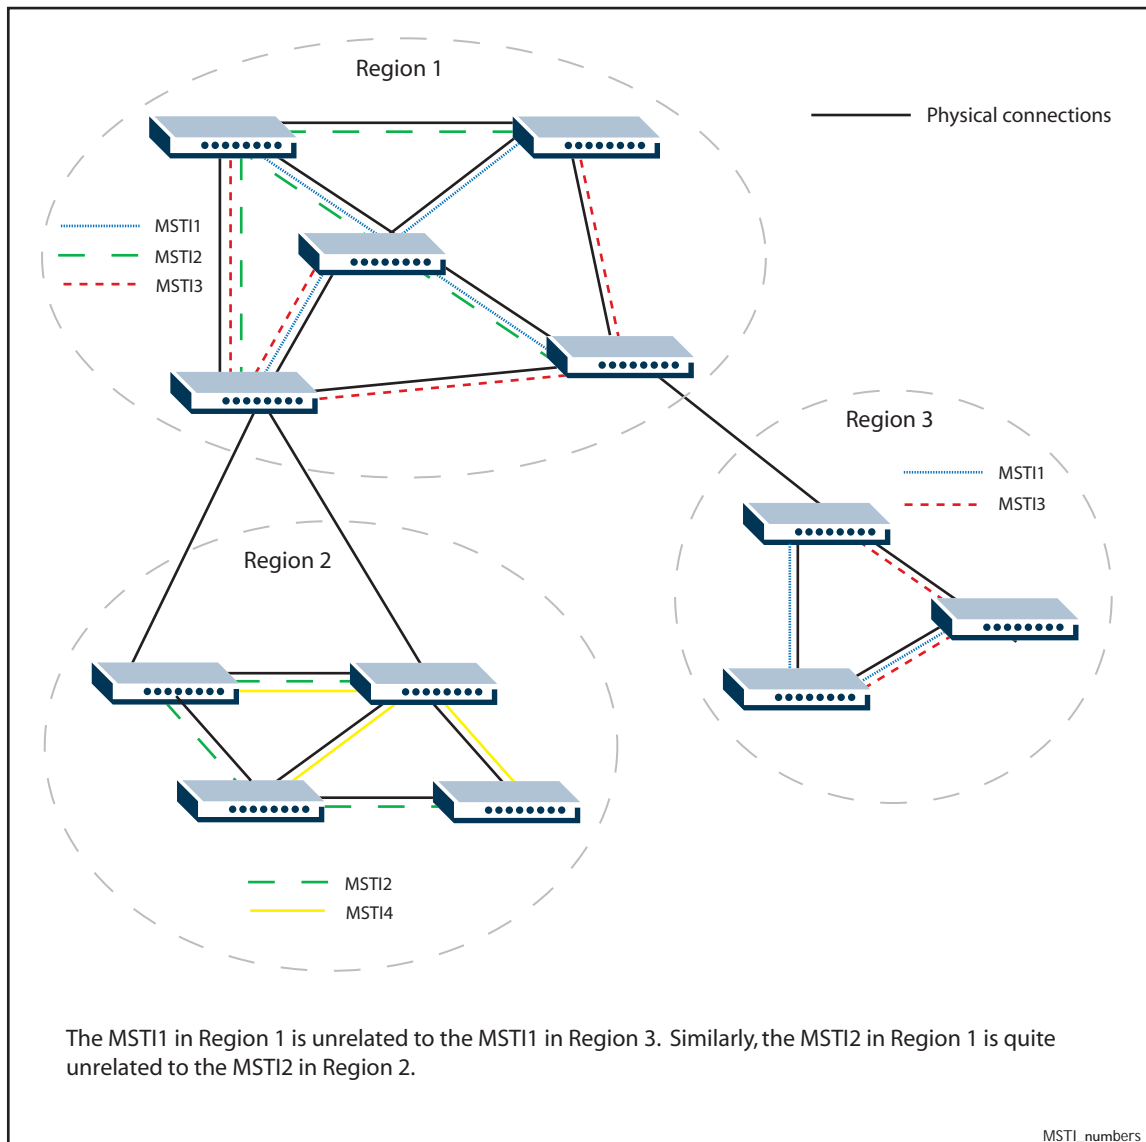 Region 1
Physical connections
MSTI1
MSTI2
MSTI3
Region 3
MSTI1
MSTI3
Region 2
MSTI2
MSTI4
The MSTI1 in Region 1 is unrelated to the MSTI1 in Region 3. Similarly, the MSTI2 in Region 1 is quite
unrelated to the MSTI2 in Region 2.
MSTI_numbers